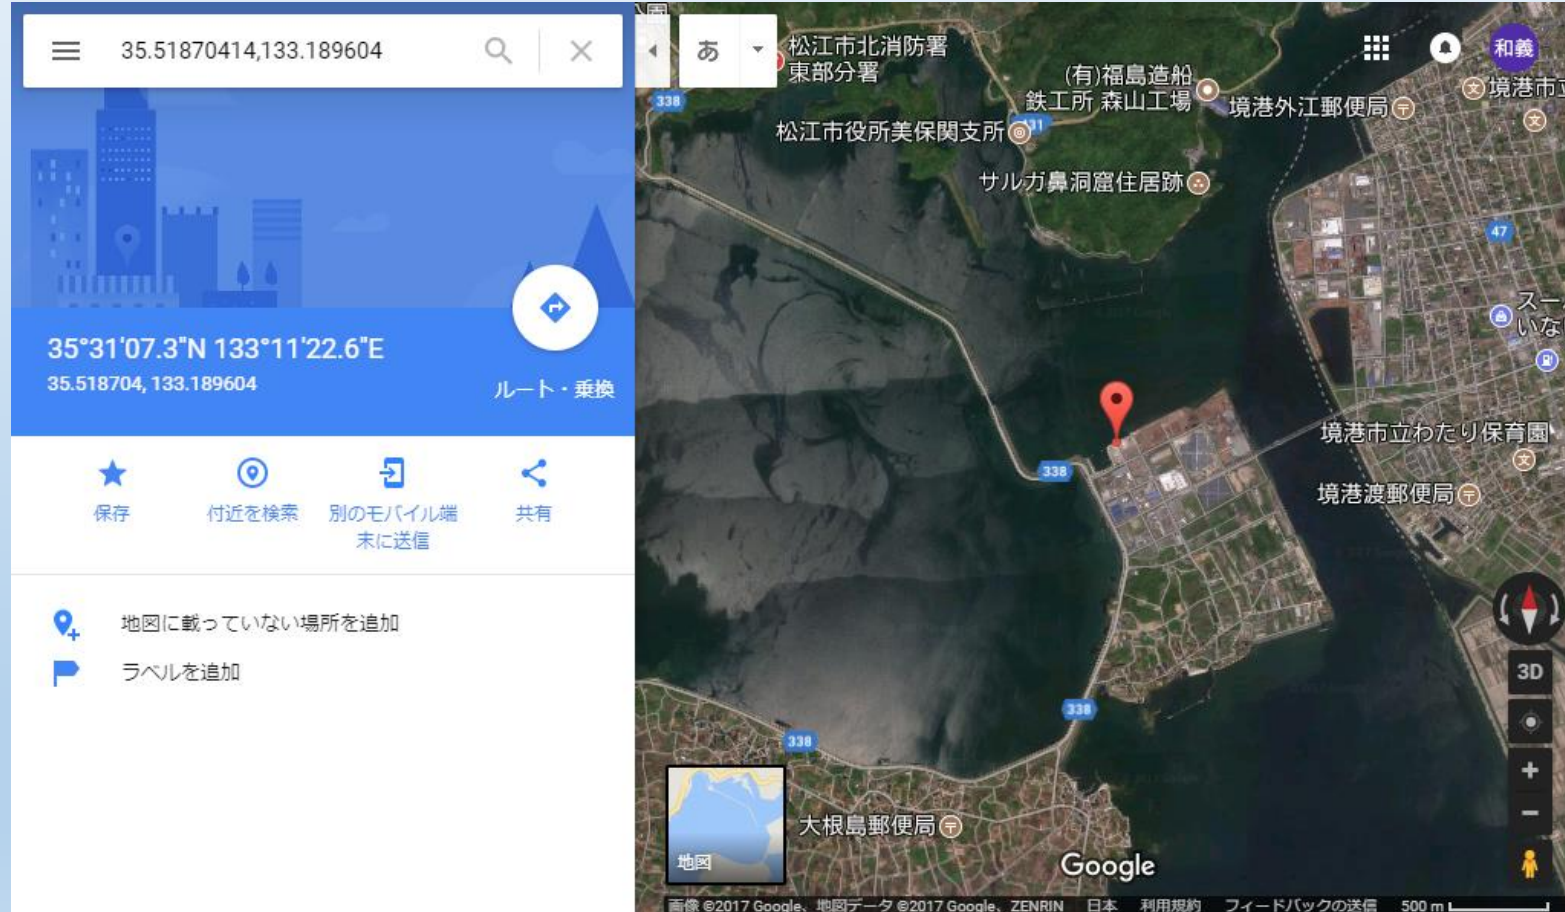 35.51870414,133.189604
35°31'07.3"N 133°11'22.6"E
35.518704, 133.189604
ルート・乗換
保存
付近を検索
別のモバイル端
末に送信
共有
地図に載っていない場所を追加
ラベルを追加
あ
和義
松江市北消防署
東部分署
338
(有)福島造船
鉄工所 森山工場
境港外江郵便局
境港市立
松江市役所美保関支所
431
サルガ鼻洞窟住居跡
47
スー
いな
境港市立わたり保育園
338
境港渡郵便局
3D
338
338
大根島郵便局
地図
Google
画像 ©2017 Google、地図データ ©2017 Google、ZENRIN 日本 利用規約 フィードバックの送信 500 m